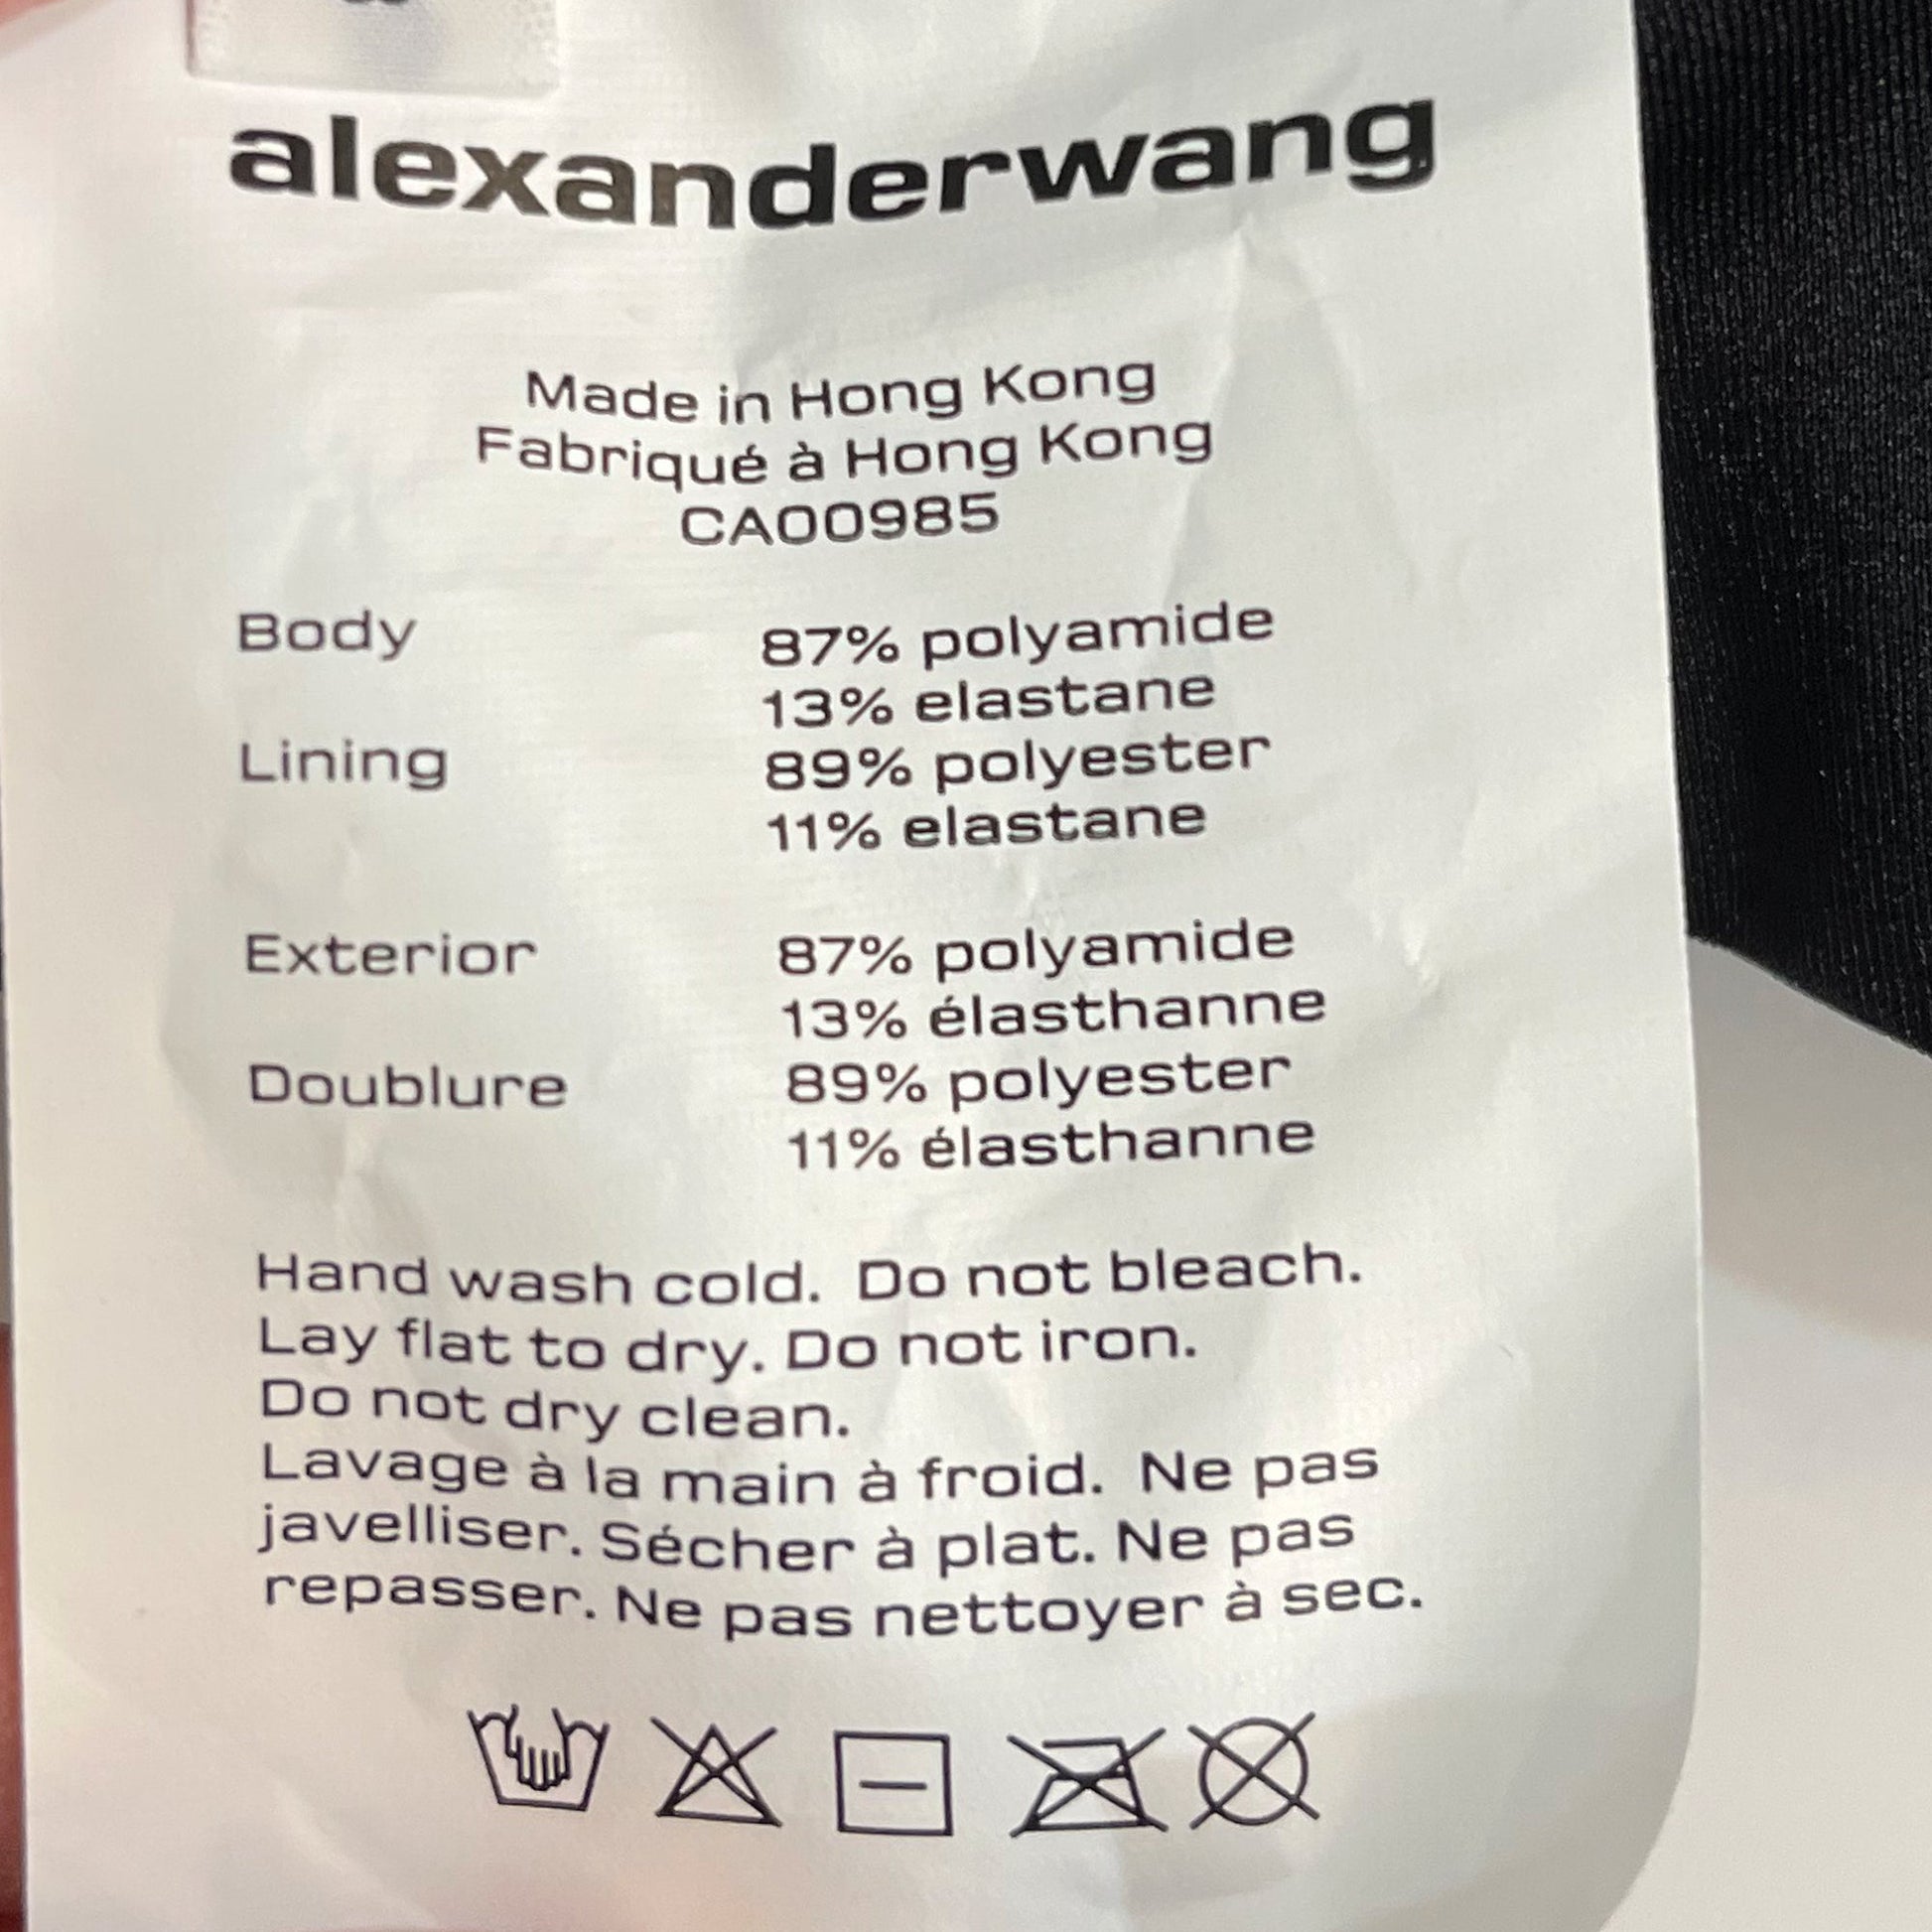 alexanderwang
Made in Hong Kong
Fabriqué à Hong Kong
CA00985
Body 87% polyamide
13% elastane
Lining 89% polyester
11% elastane
Exterior 87% polyamide
13% élasthanne
Doublure 89% polyester
11% élasthanne
Hand wash cold. Do not bleach.
Lay flat to dry. Do not iron.
Do not dry clean.
Lavage à la main à froid. Ne pas
javelliser. Sécher à plat. Ne pas
repasser. Ne pas nettoyer à sec.